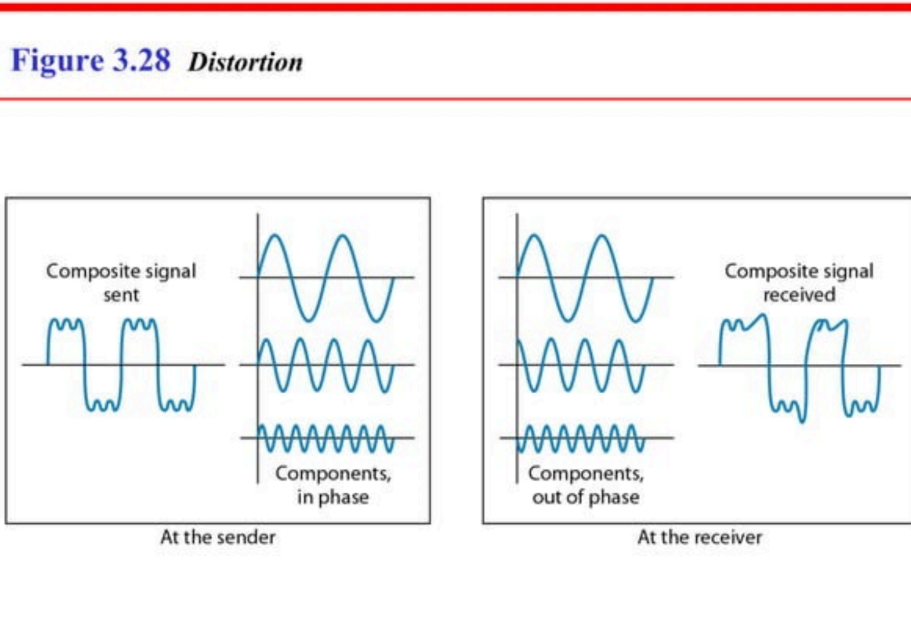 Figure 3.28 Distortion
Composite signal
sent
Components,
in phase
At the sender
Components,
out of phase
Composite signal
received
At the receiver